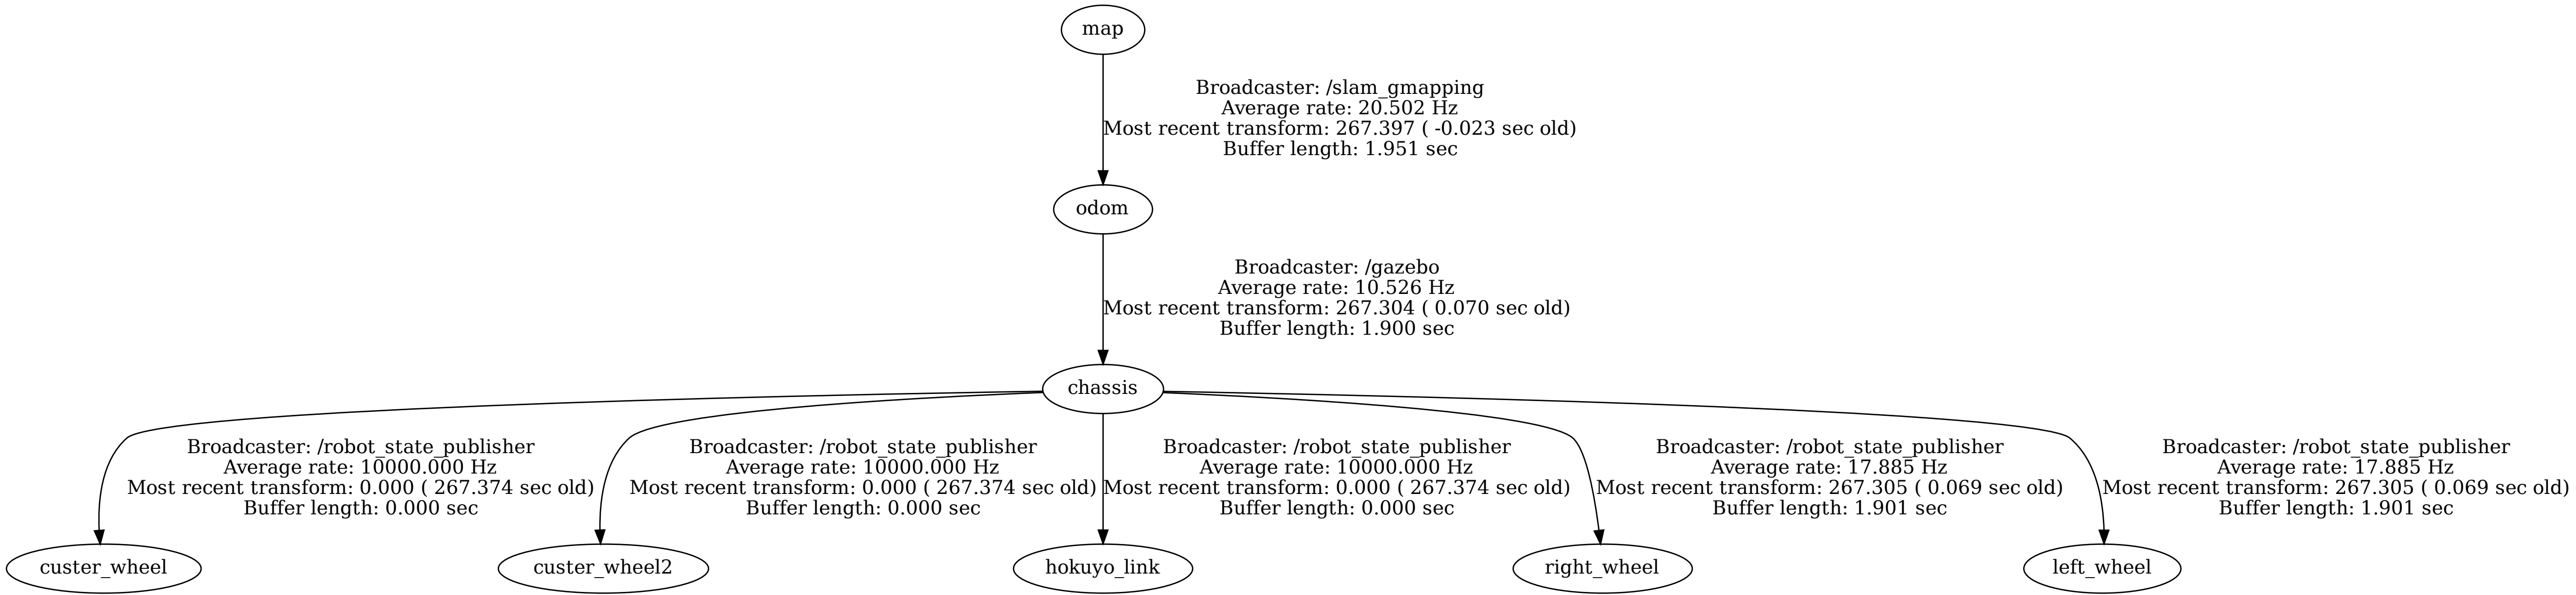 map
Broadcaster: /slam_gmapping
Average rate: 20.502 Hz
Most recent transform: 267.397 ( -0.023 sec old)
Buffer length: 1.951 sec
odom
Broadcaster: /gazebo
Average rate: 10.526 Hz
Most recent transform: 267.304 ( 0.070 sec old)
Buffer length: 1.900 sec
chassis
Broadcaster: /robot_state_publisher
Average rate: 10000.000 Hz
Most recent transform: 0.000 ( 267.374 sec old)
Buffer length: 0.000 sec
Broadcaster: /robot_state_publisher
Average rate: 10000.000 Hz
Most recent transform: 0.000 ( 267.374 sec old)
Buffer length: 0.000 sec
Broadcaster: /robot_state_publisher
Average rate: 10000.000 Hz
Most recent transform: 0.000 ( 267.374 sec old)
Buffer length: 0.000 sec
Broadcaster: /robot_state_publisher
Average rate: 17.885 Hz
Most recent transform: 267.305 ( 0.069 sec old)
Buffer length: 1.901 sec
Broadcaster: /robot_state_publisher
Average rate: 17.885 Hz
Most recent transform: 267.305 ( 0.069 sec old)
Buffer length: 1.901 sec
custer_wheel
custer_wheel2
hokuyo_link
right_wheel
left_wheel